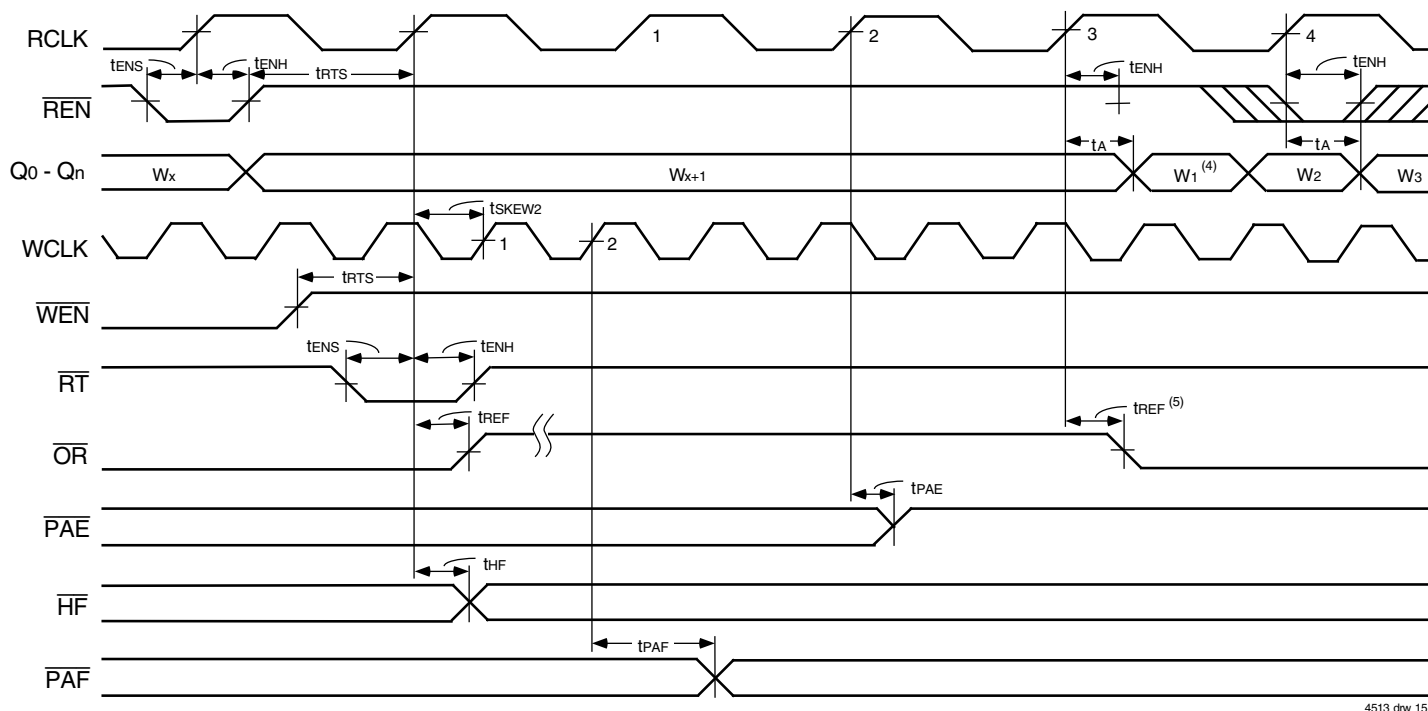 RCLK 1 2 3 4
tENS tENH tRTS tENH tENH
REN
tA tA
Q0 - Qn Wx Wx+1 W1 (4) W2 W3
tSKEW2
WCLK 1 2
tRTS
WEN
tENS tENH
RT
tREF tREF (5)
OR
tPAE
PAE
tHF
HF
tPAF
PAF
4513 drw 15